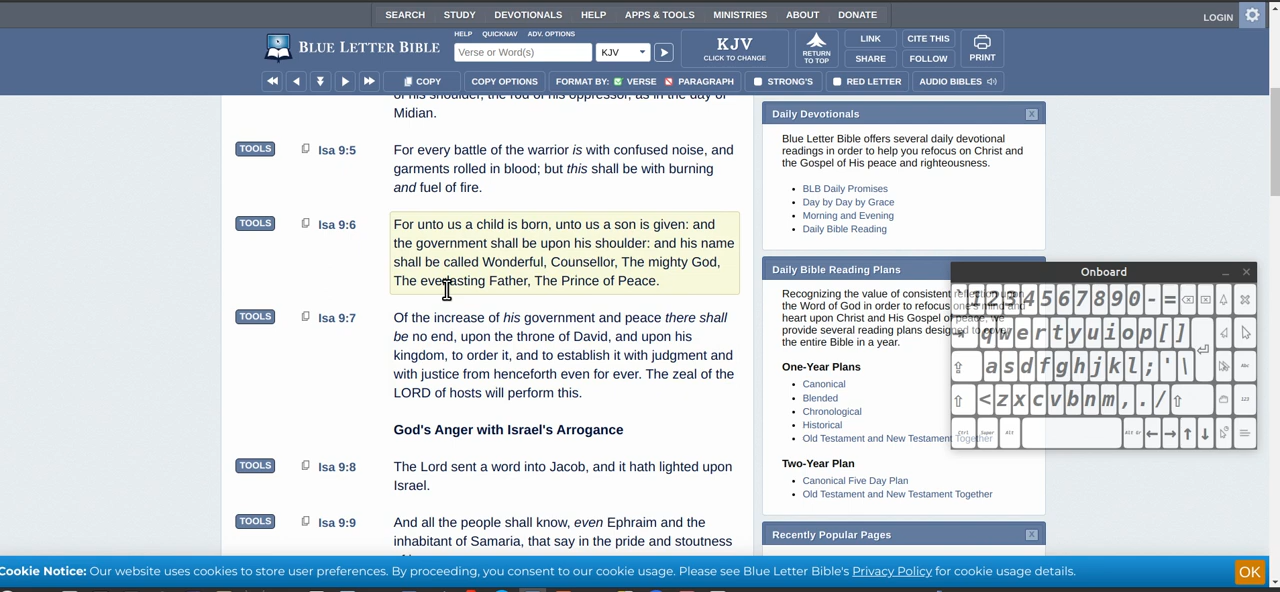 SEARCH STUDY DEVOTIONALS HELP APPS & TOOLS MINISTRIES ABOUT DONATE
LOGIN
BLUE LETTER BIBLE
HELP QUICKNAV ADV. OPTIONS
Verse or Word(s) KJV
KJV
CLICK TO CHANGE
RETURN
TO TOP
LINK CITE THIS
SHARE FOLLOW
PRINT
COPY COPY OPTIONS FORMAT BY: VERSE PARAGRAPH STRONG'S RED LETTER AUDIO BIBLES
of his shoulder, the rod of his oppressor, as in the day of
Midian.
TOOLS Isa 9:5 For every battle of the warrior is with confused noise, and
garments rolled in blood; but this shall be with burning
and fuel of fire.
TOOLS Isa 9:6 For unto us a child is born, unto us a son is given: and
the government shall be upon his shoulder: and his name
shall be called Wonderful, Counsellor, The mighty God,
The everlasting Father, The Prince of Peace.
TOOLS Isa 9:7 Of the increase of his government and peace there shall
be no end, upon the throne of David, and upon his
kingdom, to order it, and to establish it with judgment and
with justice from henceforth even for ever. The zeal of the
LORD of hosts will perform this.
God's Anger with Israel's Arrogance
TOOLS Isa 9:8 The Lord sent a word into Jacob, and it hath lighted upon
Israel.
TOOLS Isa 9:9 And all the people shall know, even Ephraim and the
inhabitant of Samaria, that say in the pride and stoutness
Daily Devotionals
Blue Letter Bible offers several daily devotional
readings in order to help you refocus on Christ and
the Gospel of His peace and righteousness.
BLB Daily Promises
Day by Day by Grace
Morning and Evening
Daily Bible Reading
Daily Bible Reading Plans
Recognizing the value of consistent reflection upon
the Word of God in order to refocus one's mind and
heart upon Christ and His Gospel of peace, we
provide several reading plans designed to cover
the entire Bible in a year.
One-Year Plans
Canonical
Blended
Chronological
Historical
Old Testament and New Testament Together
Two-Year Plan
Canonical Five Day Plan
Old Testament and New Testament Together
Recently Popular Pages
Onboard
` 1 2 3 4 5 6 7 8 9 0 - =
q w e r t y u i o p [ ]
a s d f g h j k l ; ' \ Abc
< z x c v b n m , . / 123
Ctrl Super Alt Alt Gr
Cookie Notice: Our website uses cookies to store user preferences. By proceeding, you consent to our cookie usage. Please see Blue Letter Bible's Privacy Policy for cookie usage details. OK